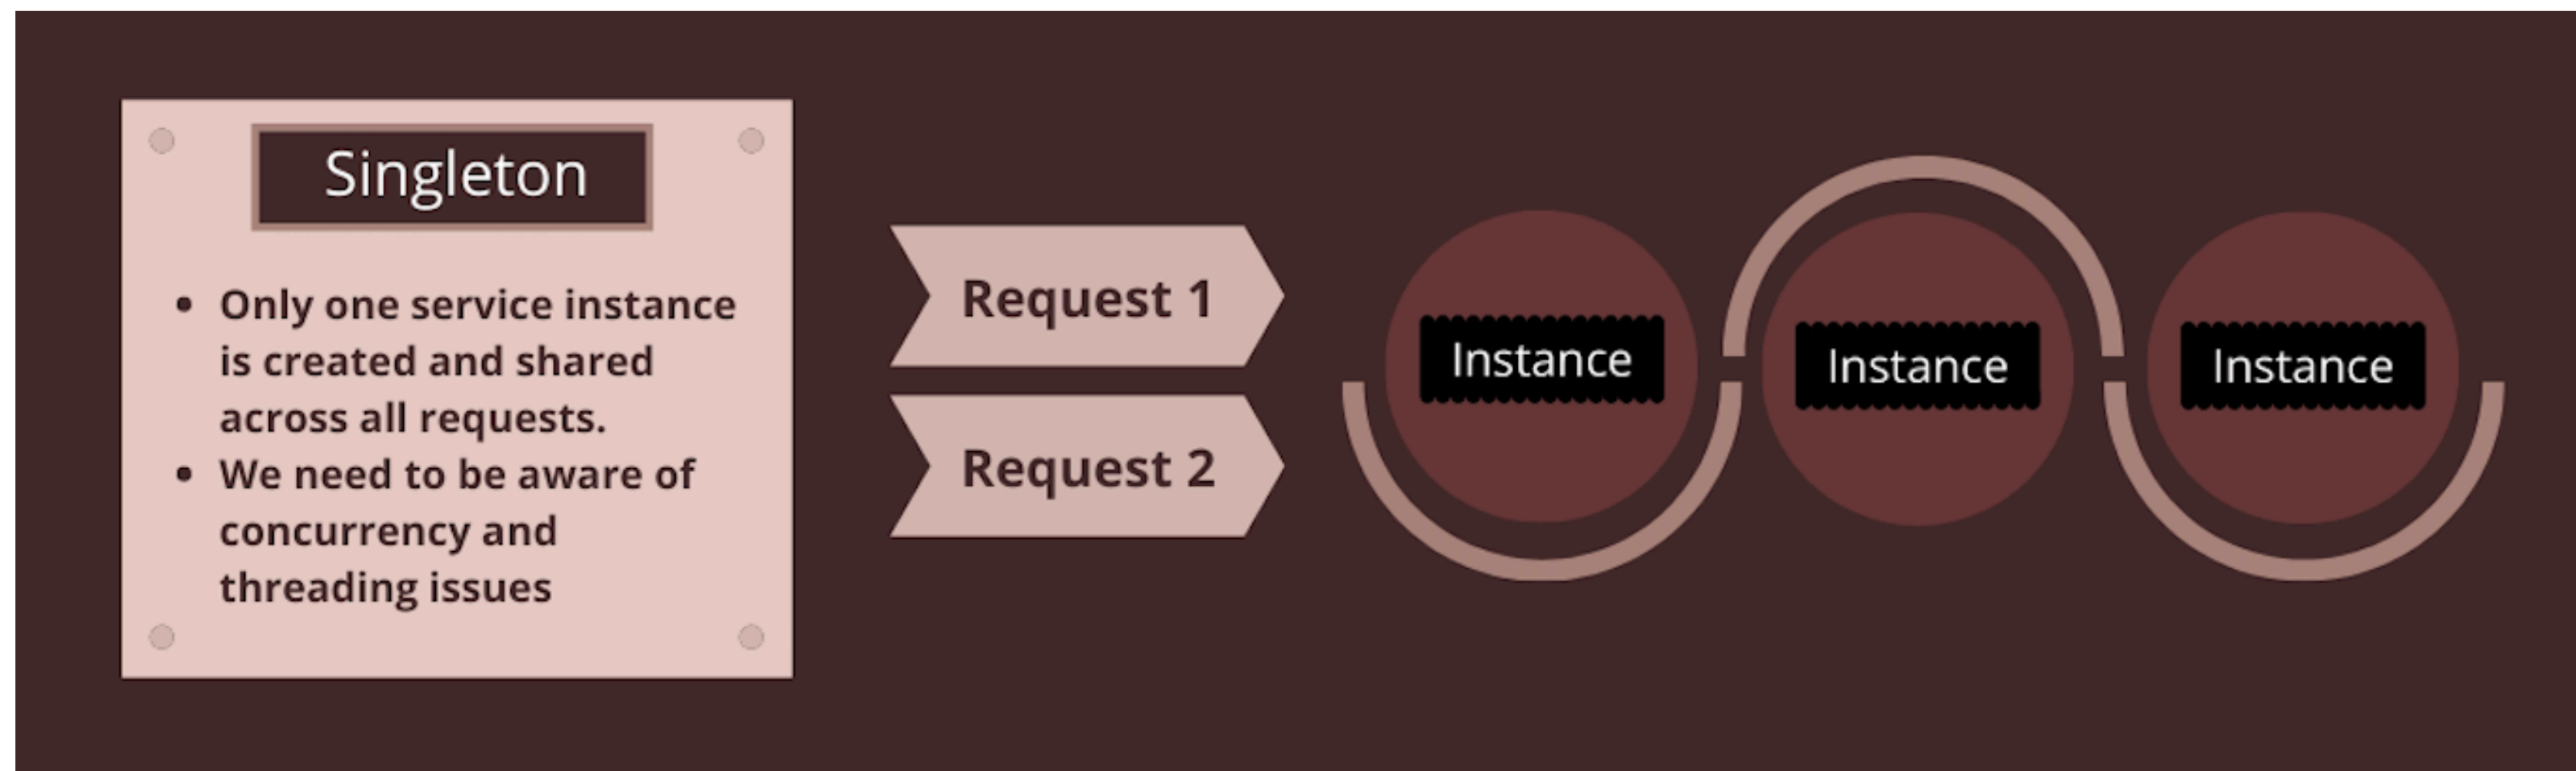 Singleton
• Only one service instance
is created and shared
across all requests.
• We need to be aware of
concurrency and
threading issues
Request 1
Request 2
Instance
Instance
Instance